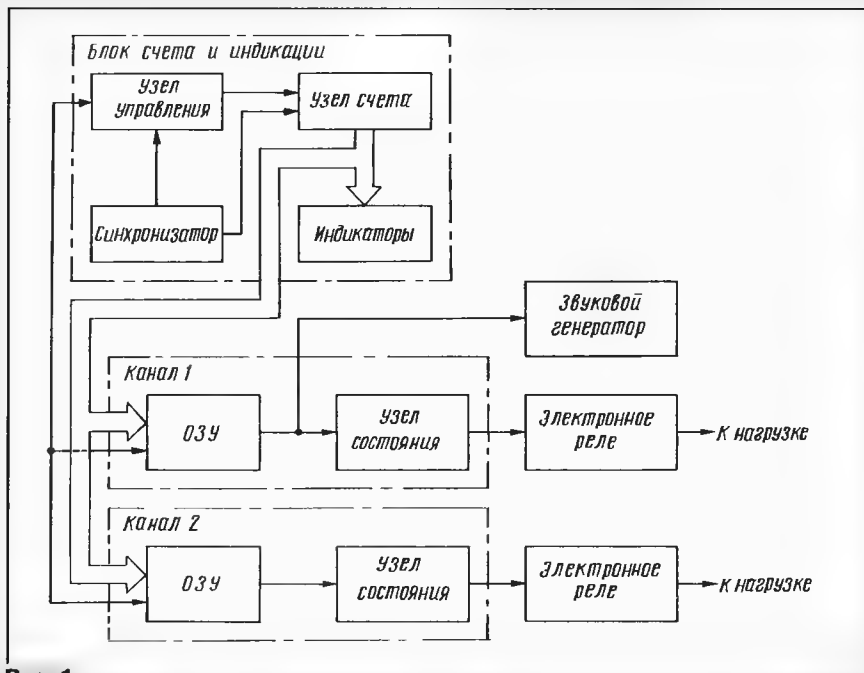 Блок счета и индикации
Узел
управления
Узел счета
Синхронизатор
Индикаторы
Звуковой
генератор
Канал 1
ОЗУ
Узел
состояния
Электронное
реле
К нагрузке
Канал 2
ОЗУ
Узел
состояния
Электронное
реле
К нагрузке